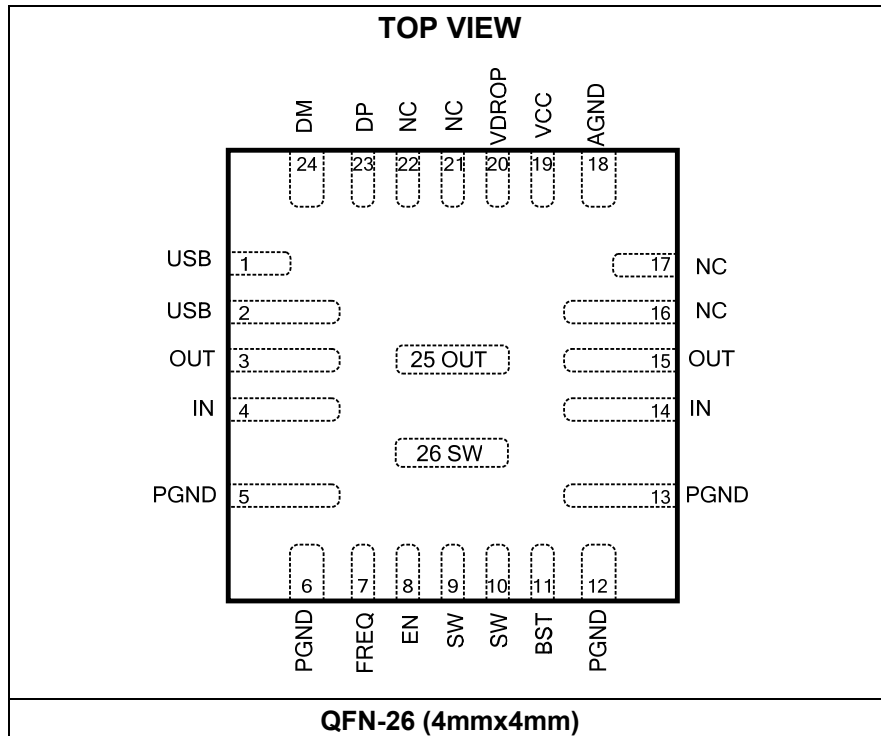 TOP VIEW
DM DP NC NC VDROP VCC AGND
24 23 22 21 20 19 18
USB 1 17 NC
USB 2 16 NC
OUT 3 25 OUT 15 OUT
IN 4 14 IN
26 SW
PGND 5 13 PGND
6 7 8 9 10 11 12
PGND FREQ EN SW SW BST PGND
QFN-26 (4mmx4mm)